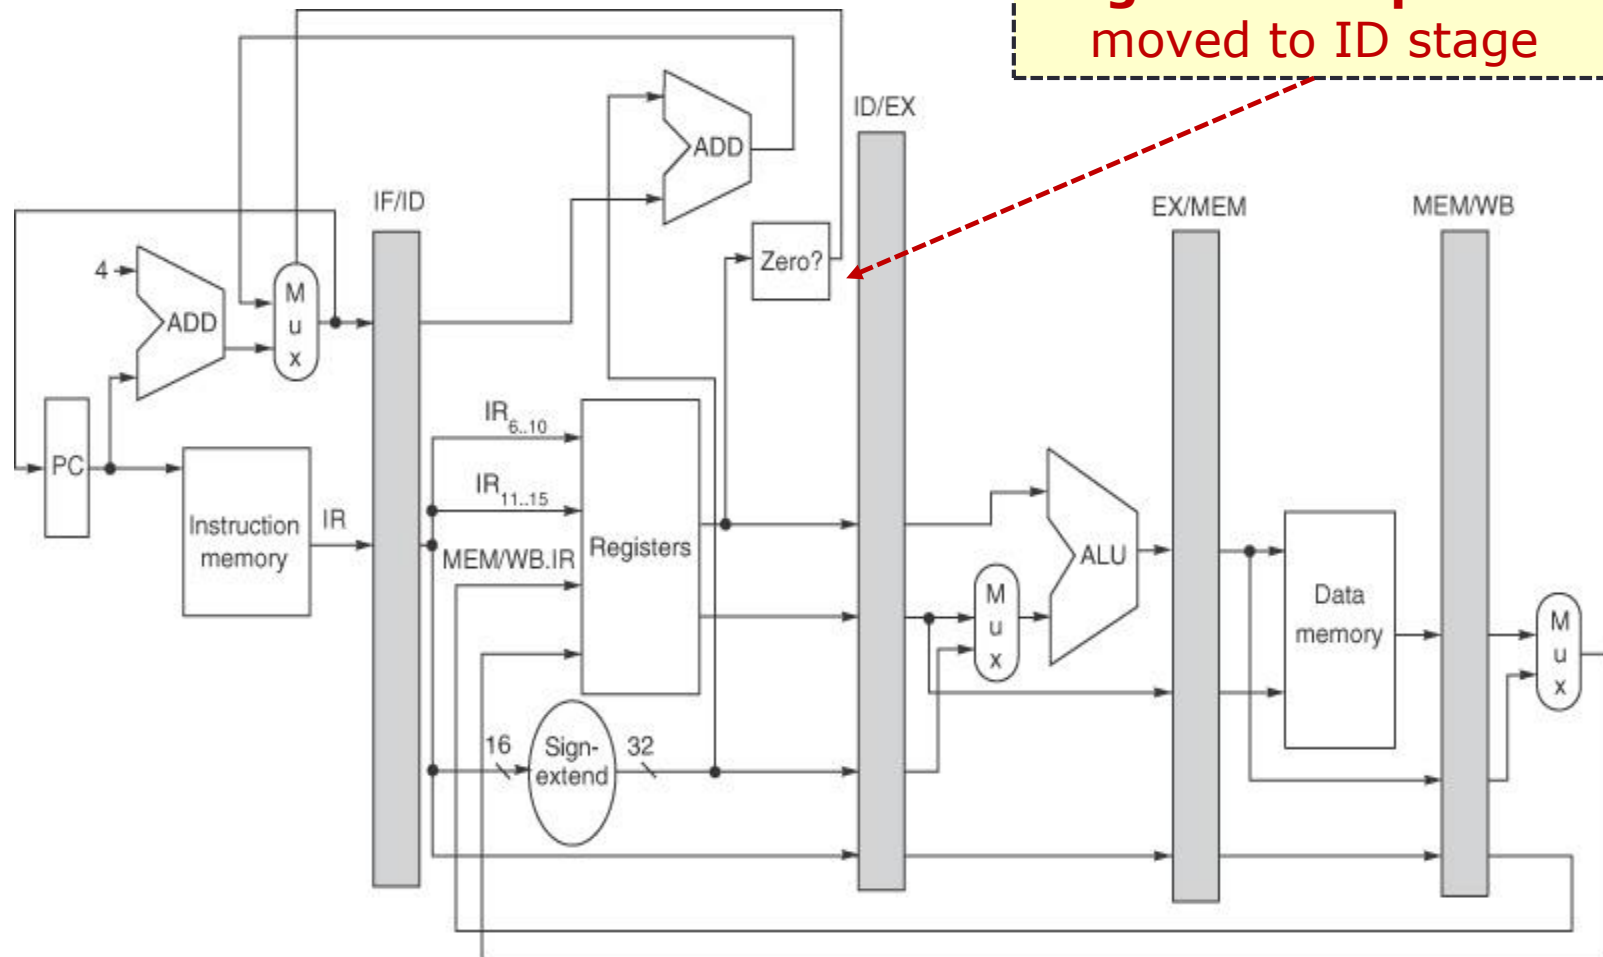 moved to ID stage
ID/EX
ADD
IF/ID
EX/MEM
MEM/WB
Zero?
4
ADD
M
u
x
IR6..10
PC
IR11..15
Instruction
memory
IR
MEM/WB.IR
Registers
ALU
M
u
x
Data
memory
M
u
x
16
Sign-
extend
32